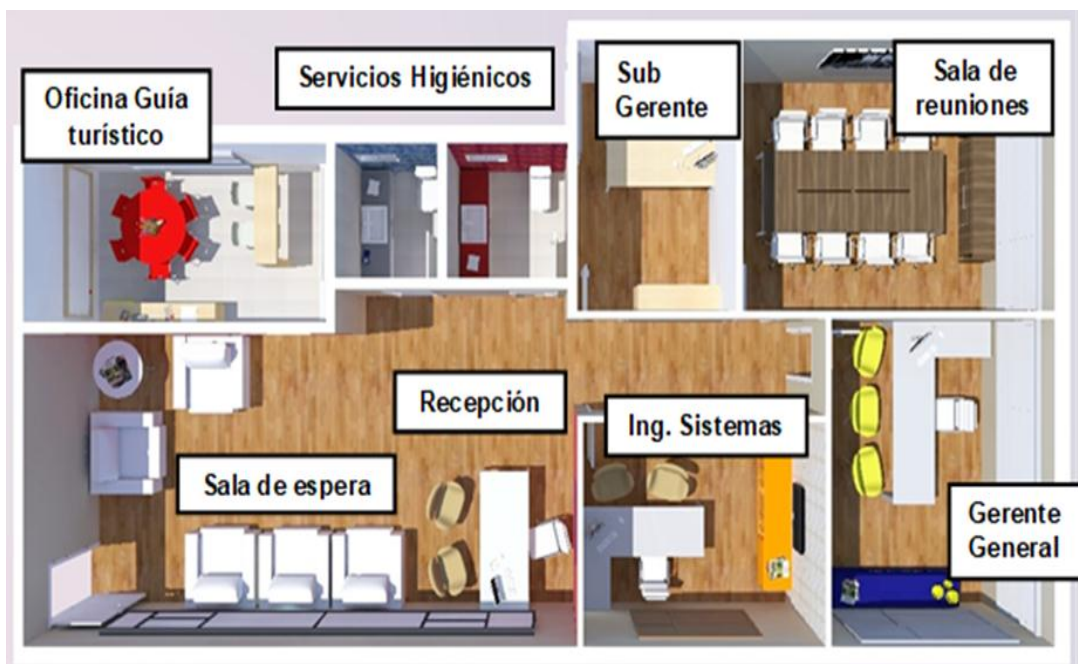 Oficina Guía
turístico
Servicios Higiénicos
Sub
Gerente
Sala de
reuniones
Recepción
Ing. Sistemas
Sala de espera
Gerente
General